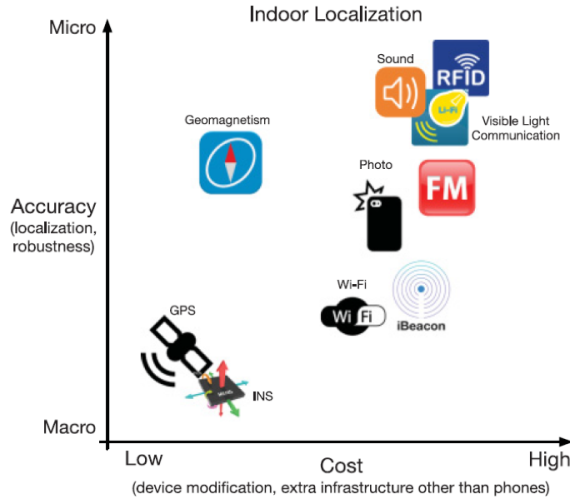 Indoor Localization
Micro
Sound
RFID
Li-Fi
Visible Light
Communication
Geomagnetism
Photo
FM
Accuracy
(localization,
robustness)
Wi-Fi
Wi Fi
iBeacon
GPS
INS
Macro
Low
Cost
High
(device modification, extra infrastructure other than phones)